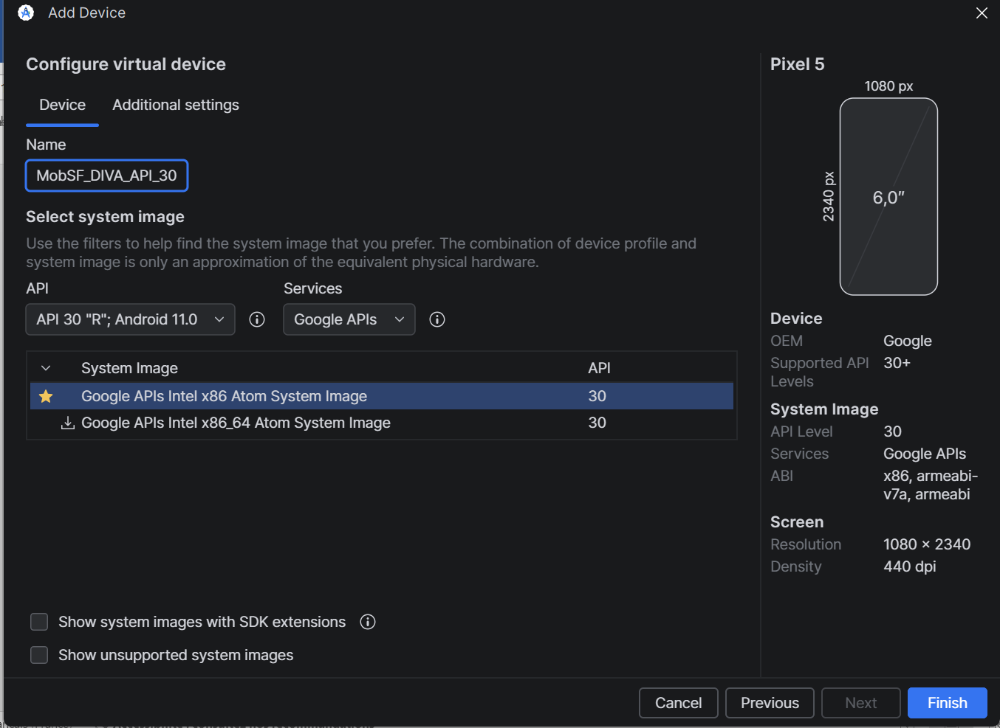 Add Device
Configure virtual device
Device
Additional settings
Name
MobSF_DIVA_API_30
Select system image
Use the filters to help find the system image that you prefer. The combination of device profile and
system image is only an approximation of the equivalent physical hardware.
API
Services
API 30 "R"; Android 11.0
Google APIs
System Image
API
Google APIs Intel x86 Atom System Image
30
Google APIs Intel x86_64 Atom System Image
30
Show system images with SDK extensions
Show unsupported system images
Pixel 5
1080 px
2340 px
6,0″
Device
OEM
Google
Supported API
Levels
30+
System Image
API Level
30
Services
Google APIs
ABI
x86, armeabi-
v7a, armeabi
Screen
Resolution
1080 × 2340
Density
440 dpi
Cancel
Previous
Next
Finish